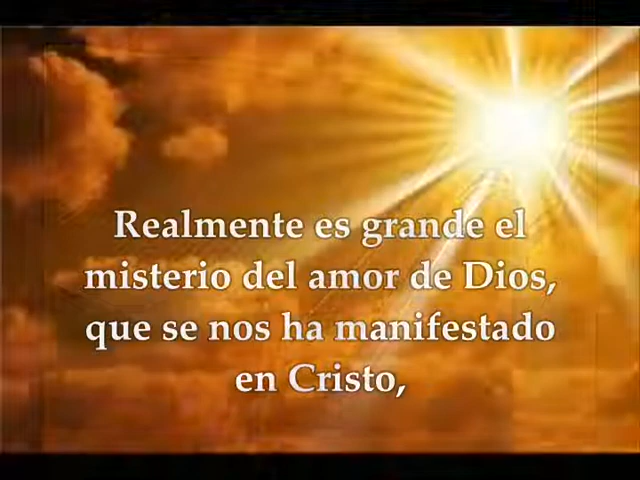 Realmente es grande el
misterio del amor de Dios,
que se nos ha manifestado
en Cristo,